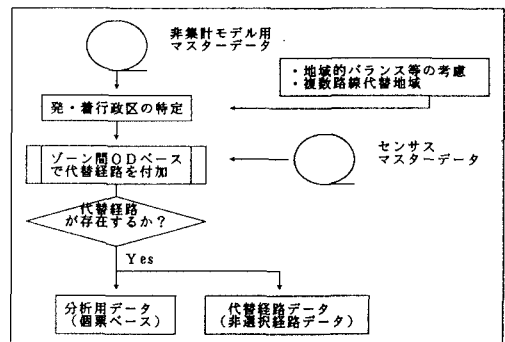 非集計モデル用
マスターデータ
・地域的バランス等の考慮
・複数路線代替地域
発・着行政区の特定
センサス
マスターデータ
ゾーン間ODベース
で代替経路を付加
代替経路
が存在するか？
Yes
分析用データ
（個票ベース）
代替経路データ
（非選択経路データ）